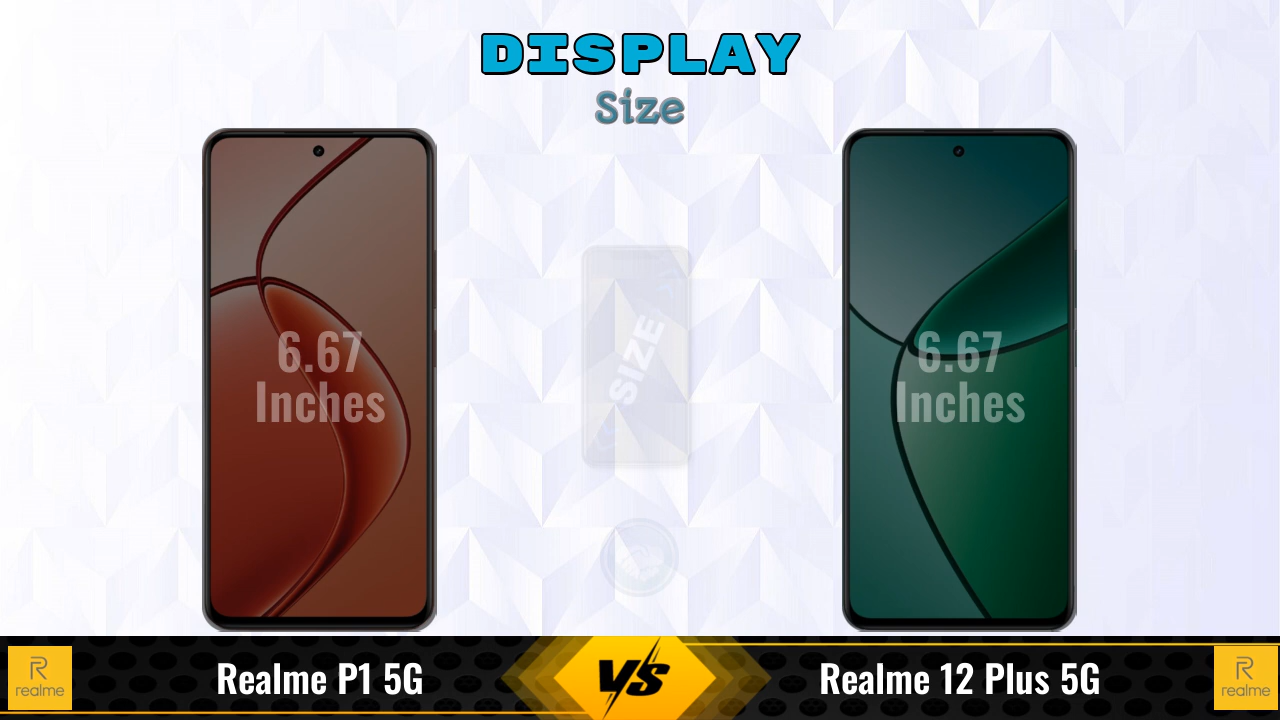 DISPLAY
Size
6.67
Inches
SIZE
6.67
Inches
R
realme
Realme P1 5G
VS
Realme 12 Plus 5G
R
realme